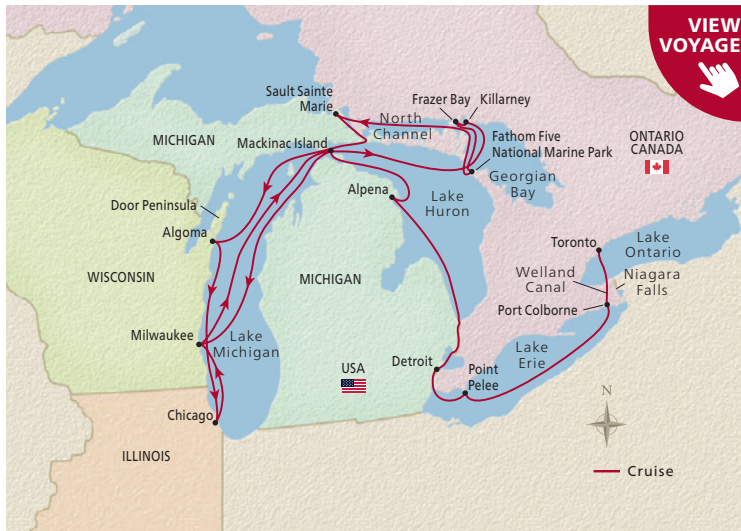 VIEW
VOYAGE
Sault Sainte
Marie
Frazer Bay
Killarney
North
Channel
MICHIGAN
Mackinac Island
Fathom Five
National Marine Park
ONTARIO
CANADA
Georgian
Bay
Alpena
Lake
Huron
Door Peninsula
Algoma
Toronto
Lake
Ontario
WISCONSIN
MICHIGAN
Welland
Canal
Niagara
Falls
Port Colborne
Milwaukee
Lake
Michigan
Lake
Erie
USA
Detroit
Point
Pelee
Chicago
N
ILLINOIS
Cruise